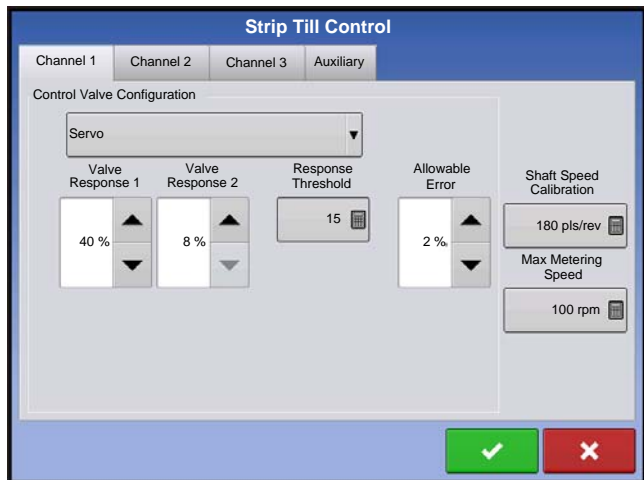 Strip Till Control
Channel 1
Channel 2
Channel 3
Auxiliary
Control Valve Configuration
Servo
Valve
Response 1
Valve
Response 2
Response
Threshold
Allowable
Error
40 %
8 %
15
2 %
Shaft Speed
Calibration
180 pls/rev
Max Metering
Speed
100 rpm